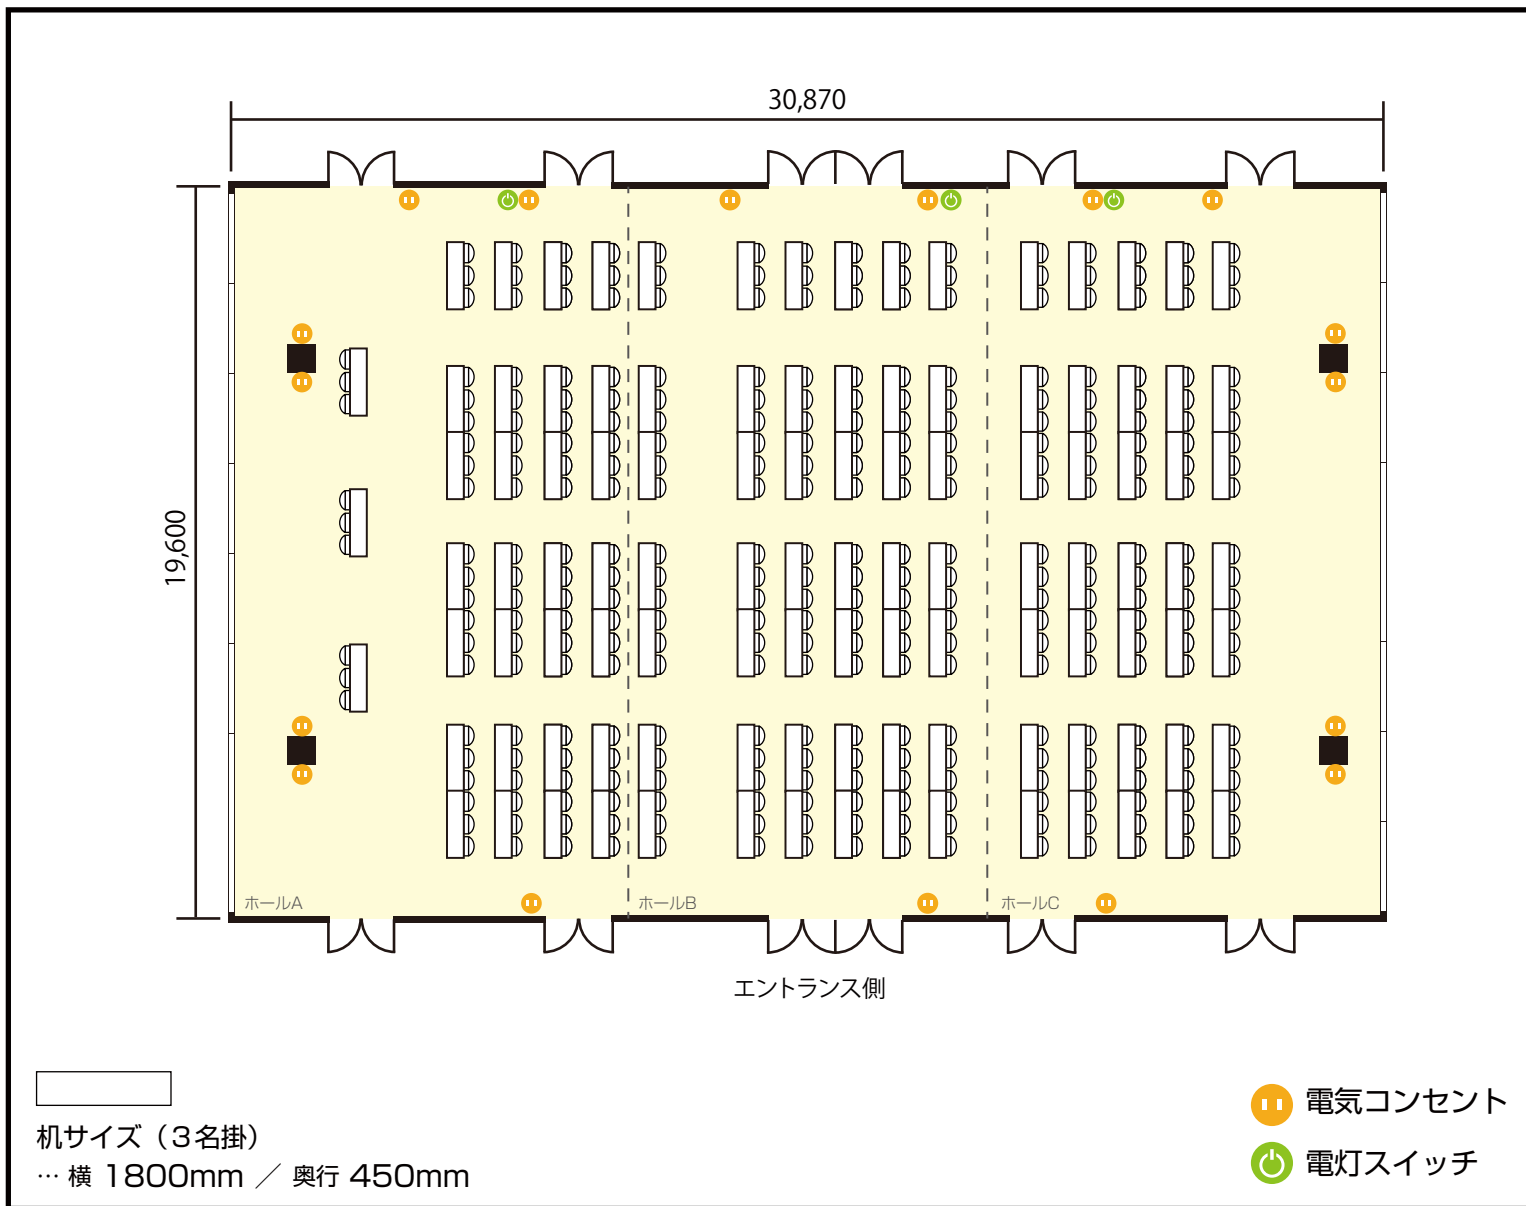 30,870
19,600
ホールA
ホールB
ホールC
エントランス側
机サイズ（3名掛）
… 横 1800mm ／ 奥行 450mm
電気コンセント
電灯スイッチ